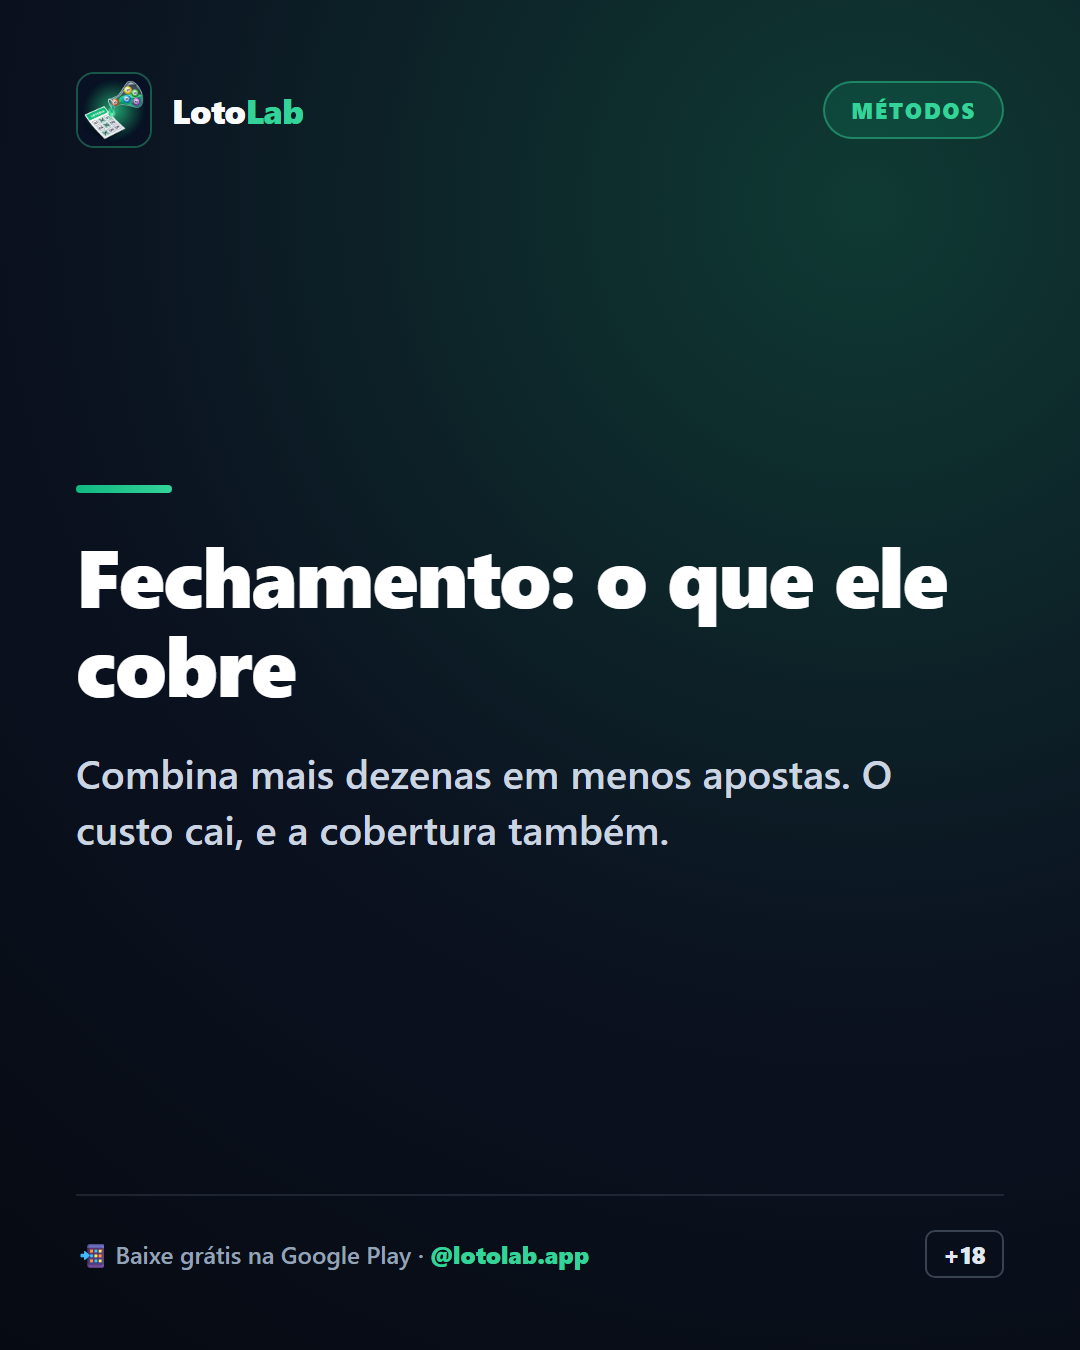 LotoLab
MÉTODOS
Fechamento: o que ele
cobre
Combina mais dezenas em menos apostas. O
custo cai, e a cobertura também.
Baixe grátis na Google Play · @lotolab.app
+18